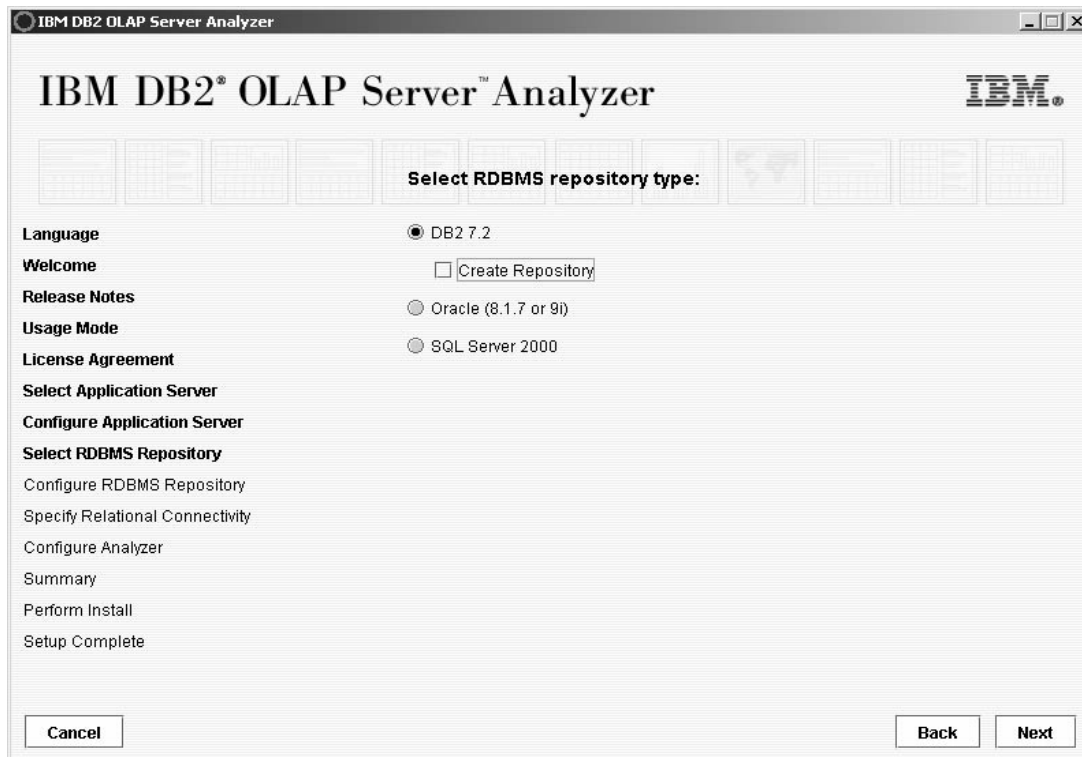 IBM DB2 OLAP Server Analyzer
IBM DB2® OLAP Server™ Analyzer
IBM®
Select RDBMS repository type:
Language
Welcome
Release Notes
Usage Mode
License Agreement
Select Application Server
Configure Application Server
Select RDBMS Repository
Configure RDBMS Repository
Specify Relational Connectivity
Configure Analyzer
Summary
Perform Install
Setup Complete
DB2 7.2
Create Repository
Oracle (8.1.7 or 9i)
SQL Server 2000
Cancel
Back
Next